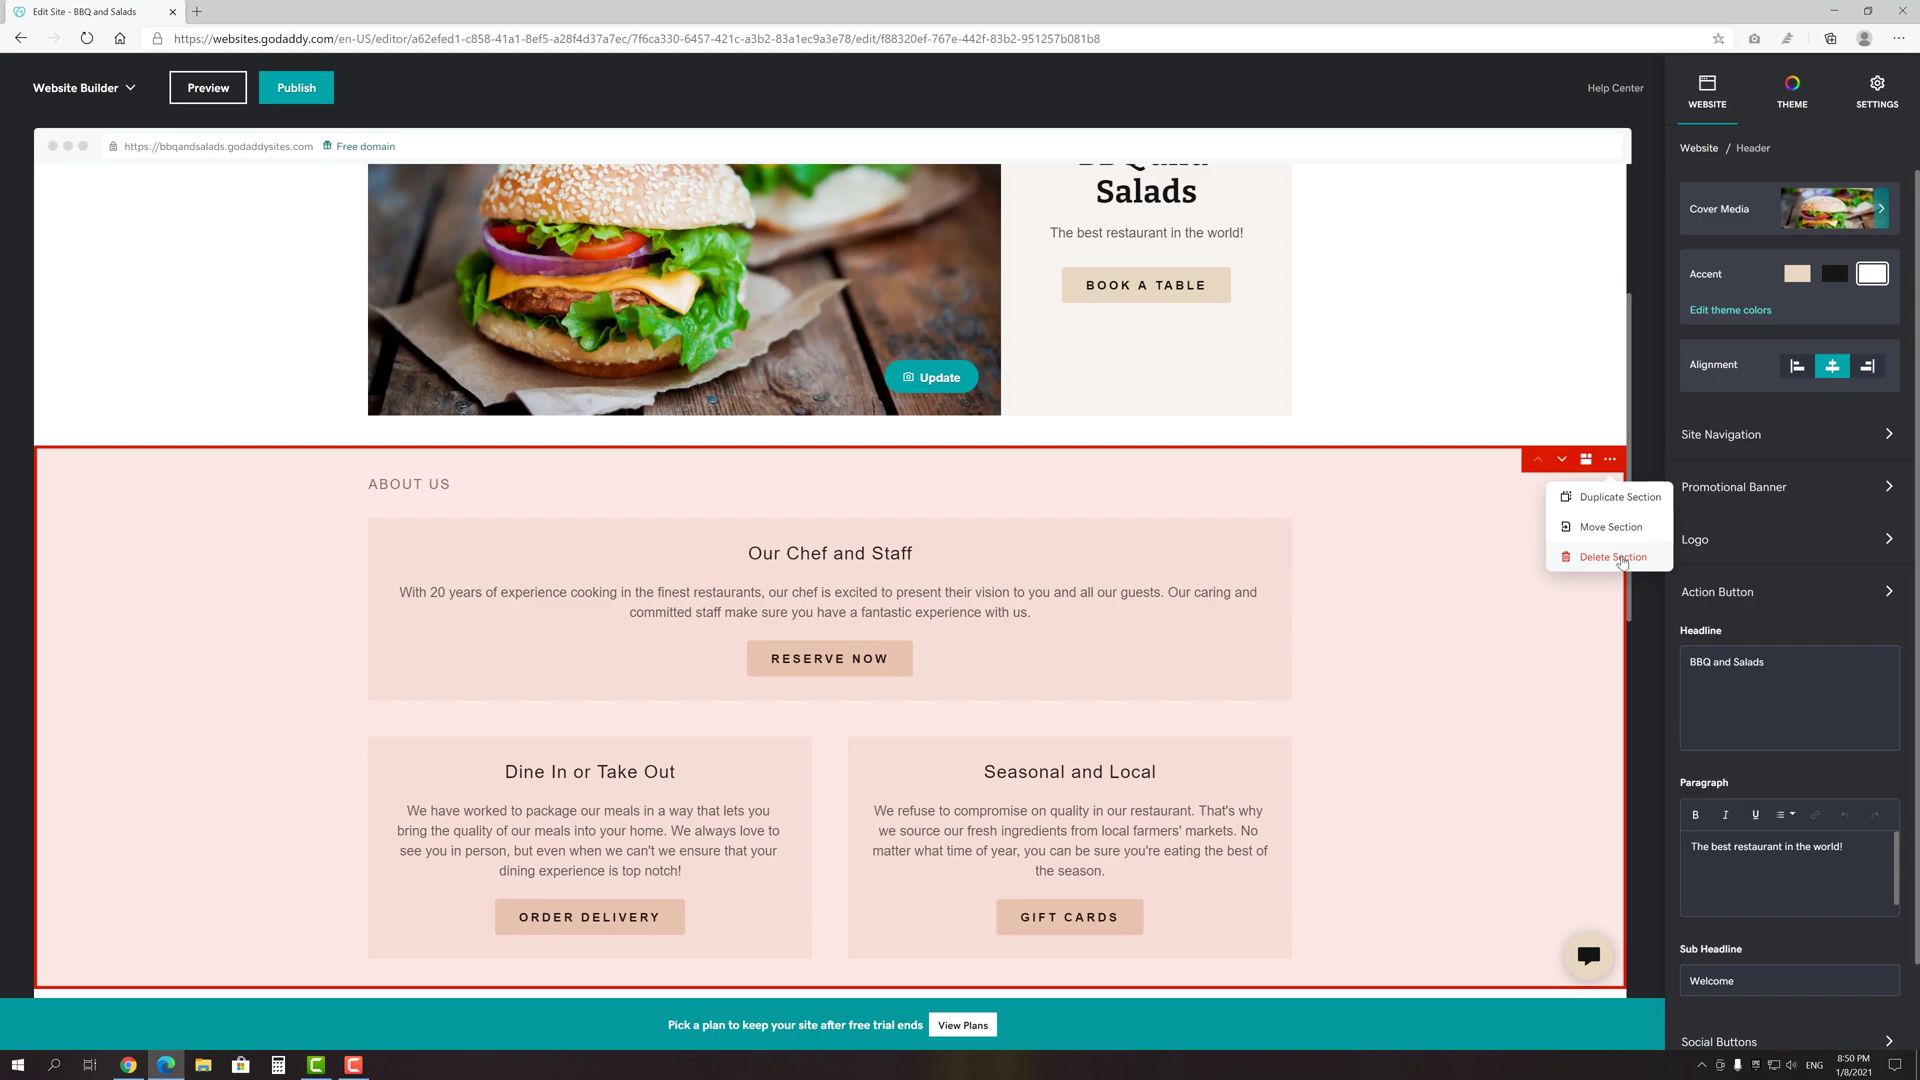 Edit Site - BBQ and Salads
https://websites.godaddy.com/en-US/editor/a62efed1-c858-41a1-8ef5-a28f4d37a7ec/7f6ca330-6457-421c-a3b2-83a1ec9a3e78/edit/f88320ef-767e-442f-83b2-951257b081b8
Website Builder
Preview
Publish
Help Center
WEBSITE
THEME
SETTINGS
https://bbqandsalads.godaddysites.com
Free domain
Website / Header
BBQ and
Salads
The best restaurant in the world!
BOOK A TABLE
Update
Cover Media
Accent
Edit theme colors
Alignment
Site Navigation
Promotional Banner
Logo
Action Button
Headline
BBQ and Salads
Paragraph
B I U
The best restaurant in the world!
Sub Headline
Welcome
Social Buttons
Duplicate Section
Move Section
Delete Section
ABOUT US
Our Chef and Staff
With 20 years of experience cooking in the finest restaurants, our chef is excited to present their vision to you and all our guests. Our caring and
committed staff make sure you have a fantastic experience with us.
RESERVE NOW
Dine In or Take Out
We have worked to package our meals in a way that lets you
bring the quality of our meals into your home. We always love to
see you in person, but even when we can't we ensure that your
dining experience is top notch!
ORDER DELIVERY
Seasonal and Local
We refuse to compromise on quality in our restaurant. That's why
we source our fresh ingredients from local farmers' markets. No
matter what time of year, you can be sure you're eating the best of
the season.
GIFT CARDS
Pick a plan to keep your site after free trial ends
View Plans
ENG
8:50 PM
1/8/2021